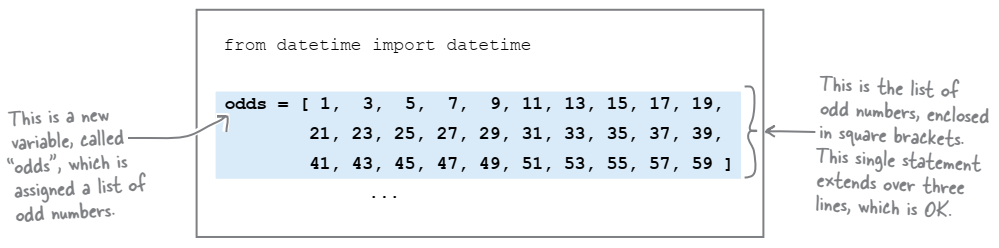 from datetime import datetime
odds = [ 1, 3, 5, 7, 9, 11, 13, 15, 17, 19,
21, 23, 25, 27, 29, 31, 33, 35, 37, 39,
41, 43, 45, 47, 49, 51, 53, 55, 57, 59 ]
...
This is a new
variable, called
“odds”, which is
assigned a list of
odd numbers.
This is the list of
odd numbers, enclosed
in square brackets.
This single statement
extends over three
lines, which is OK.